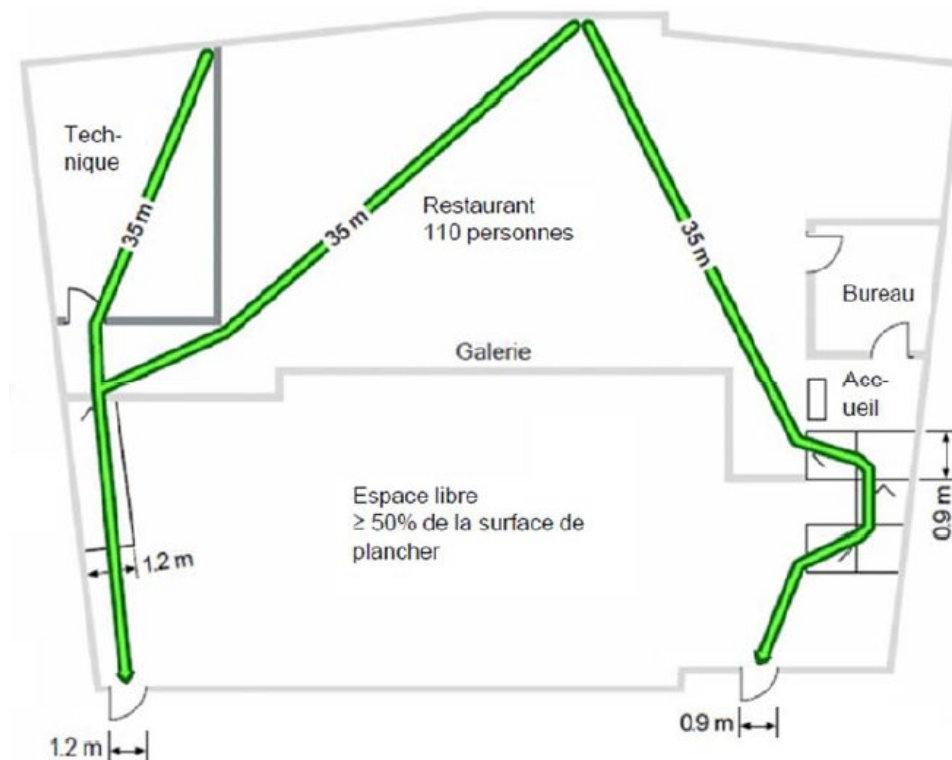 Tech-
nique
35 m
35 m
35 m
Restaurant
110 personnes
Bureau
Galerie
Acc-
ueil
Espace libre
≥ 50% de la surface de
plancher
0.9 m
1.2 m
1.2 m
0.9 m